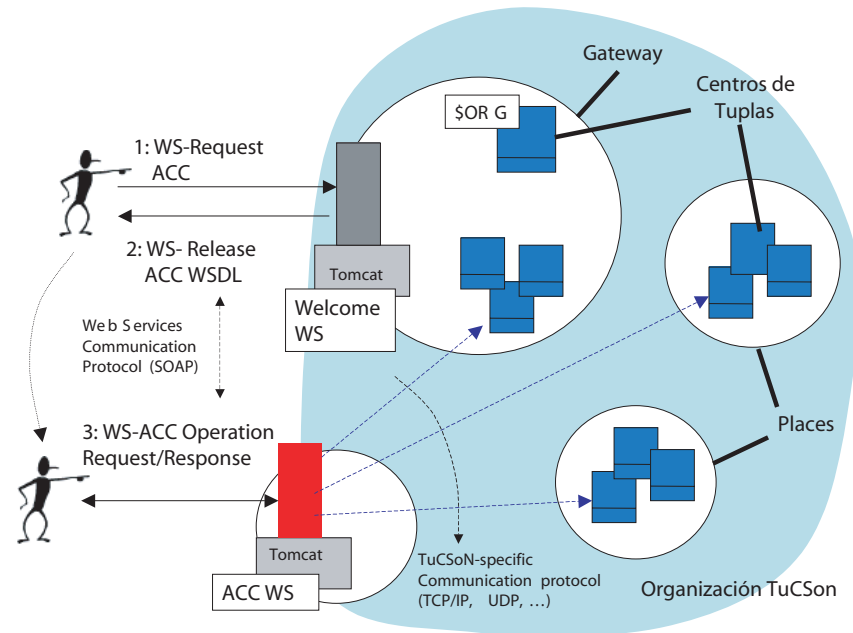 Gateway
Centros de
Tuplas
$OR G
1: WS-Request
ACC
2: WS- Release
ACC WSDL
Tomcat
Welcome
WS
We b S ervices
Communication
Protocol (SOAP)
3: WS-ACC Operation
Request/Response
Places
Tomcat
ACC WS
TuCSoN-specific
Communication protocol
(TCP/IP, UDP, ...)
Organización TuCSon